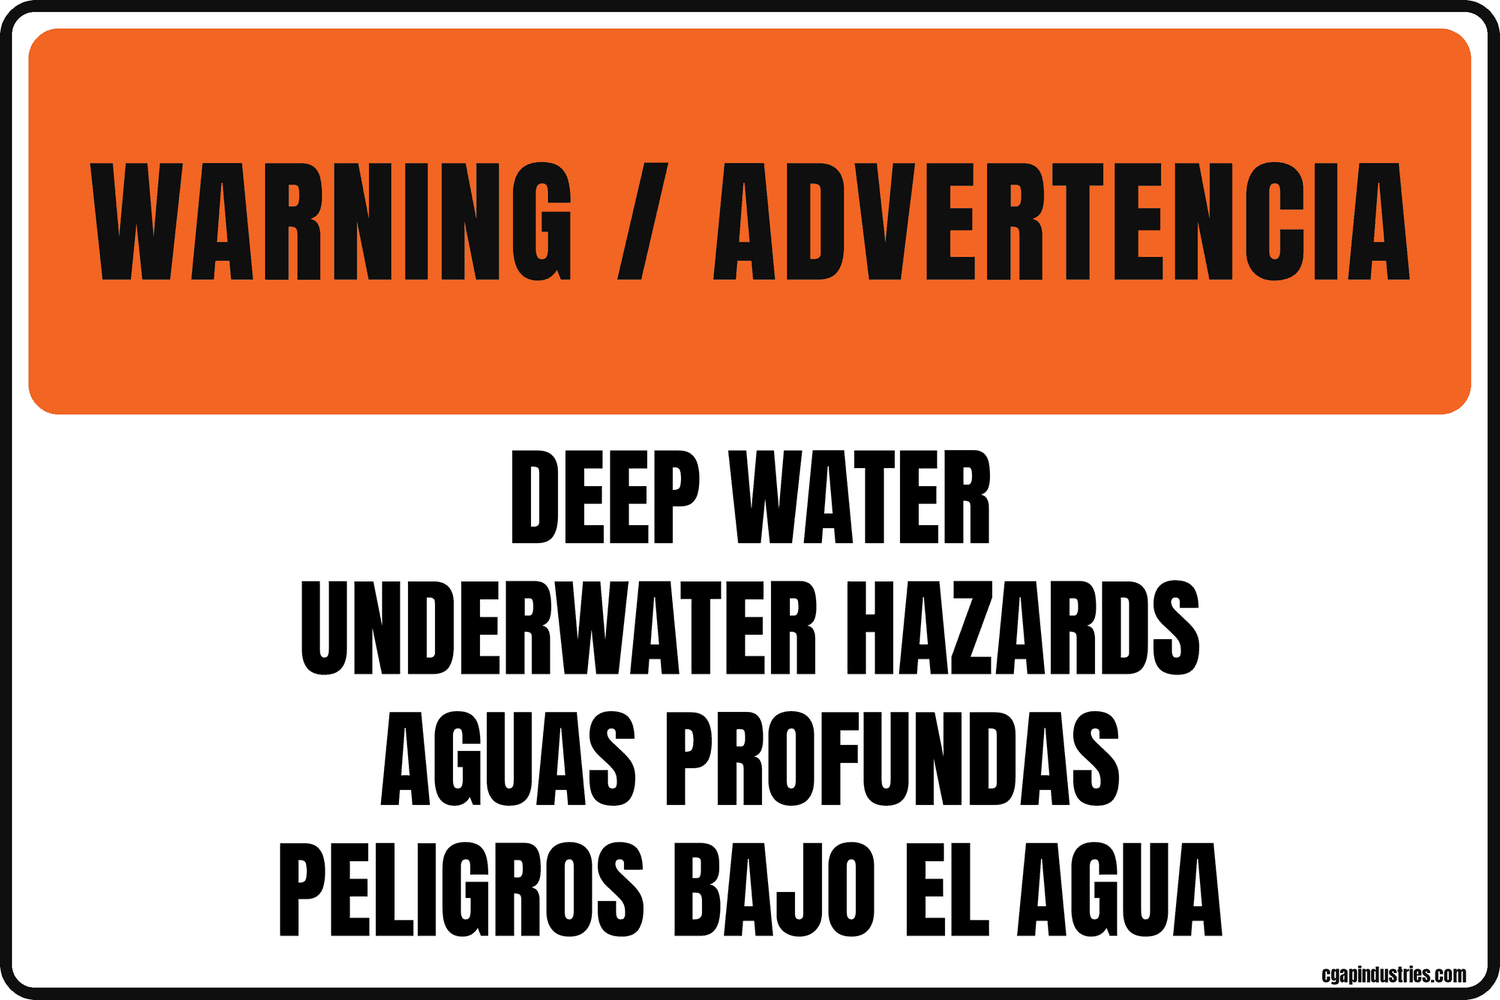 WARNING / ADVERTENCIA
DEEP WATER
UNDERWATER HAZARDS
AGUAS PROFUNDAS
PELIGROS BAJO EL AGUA
cgapindustries.com